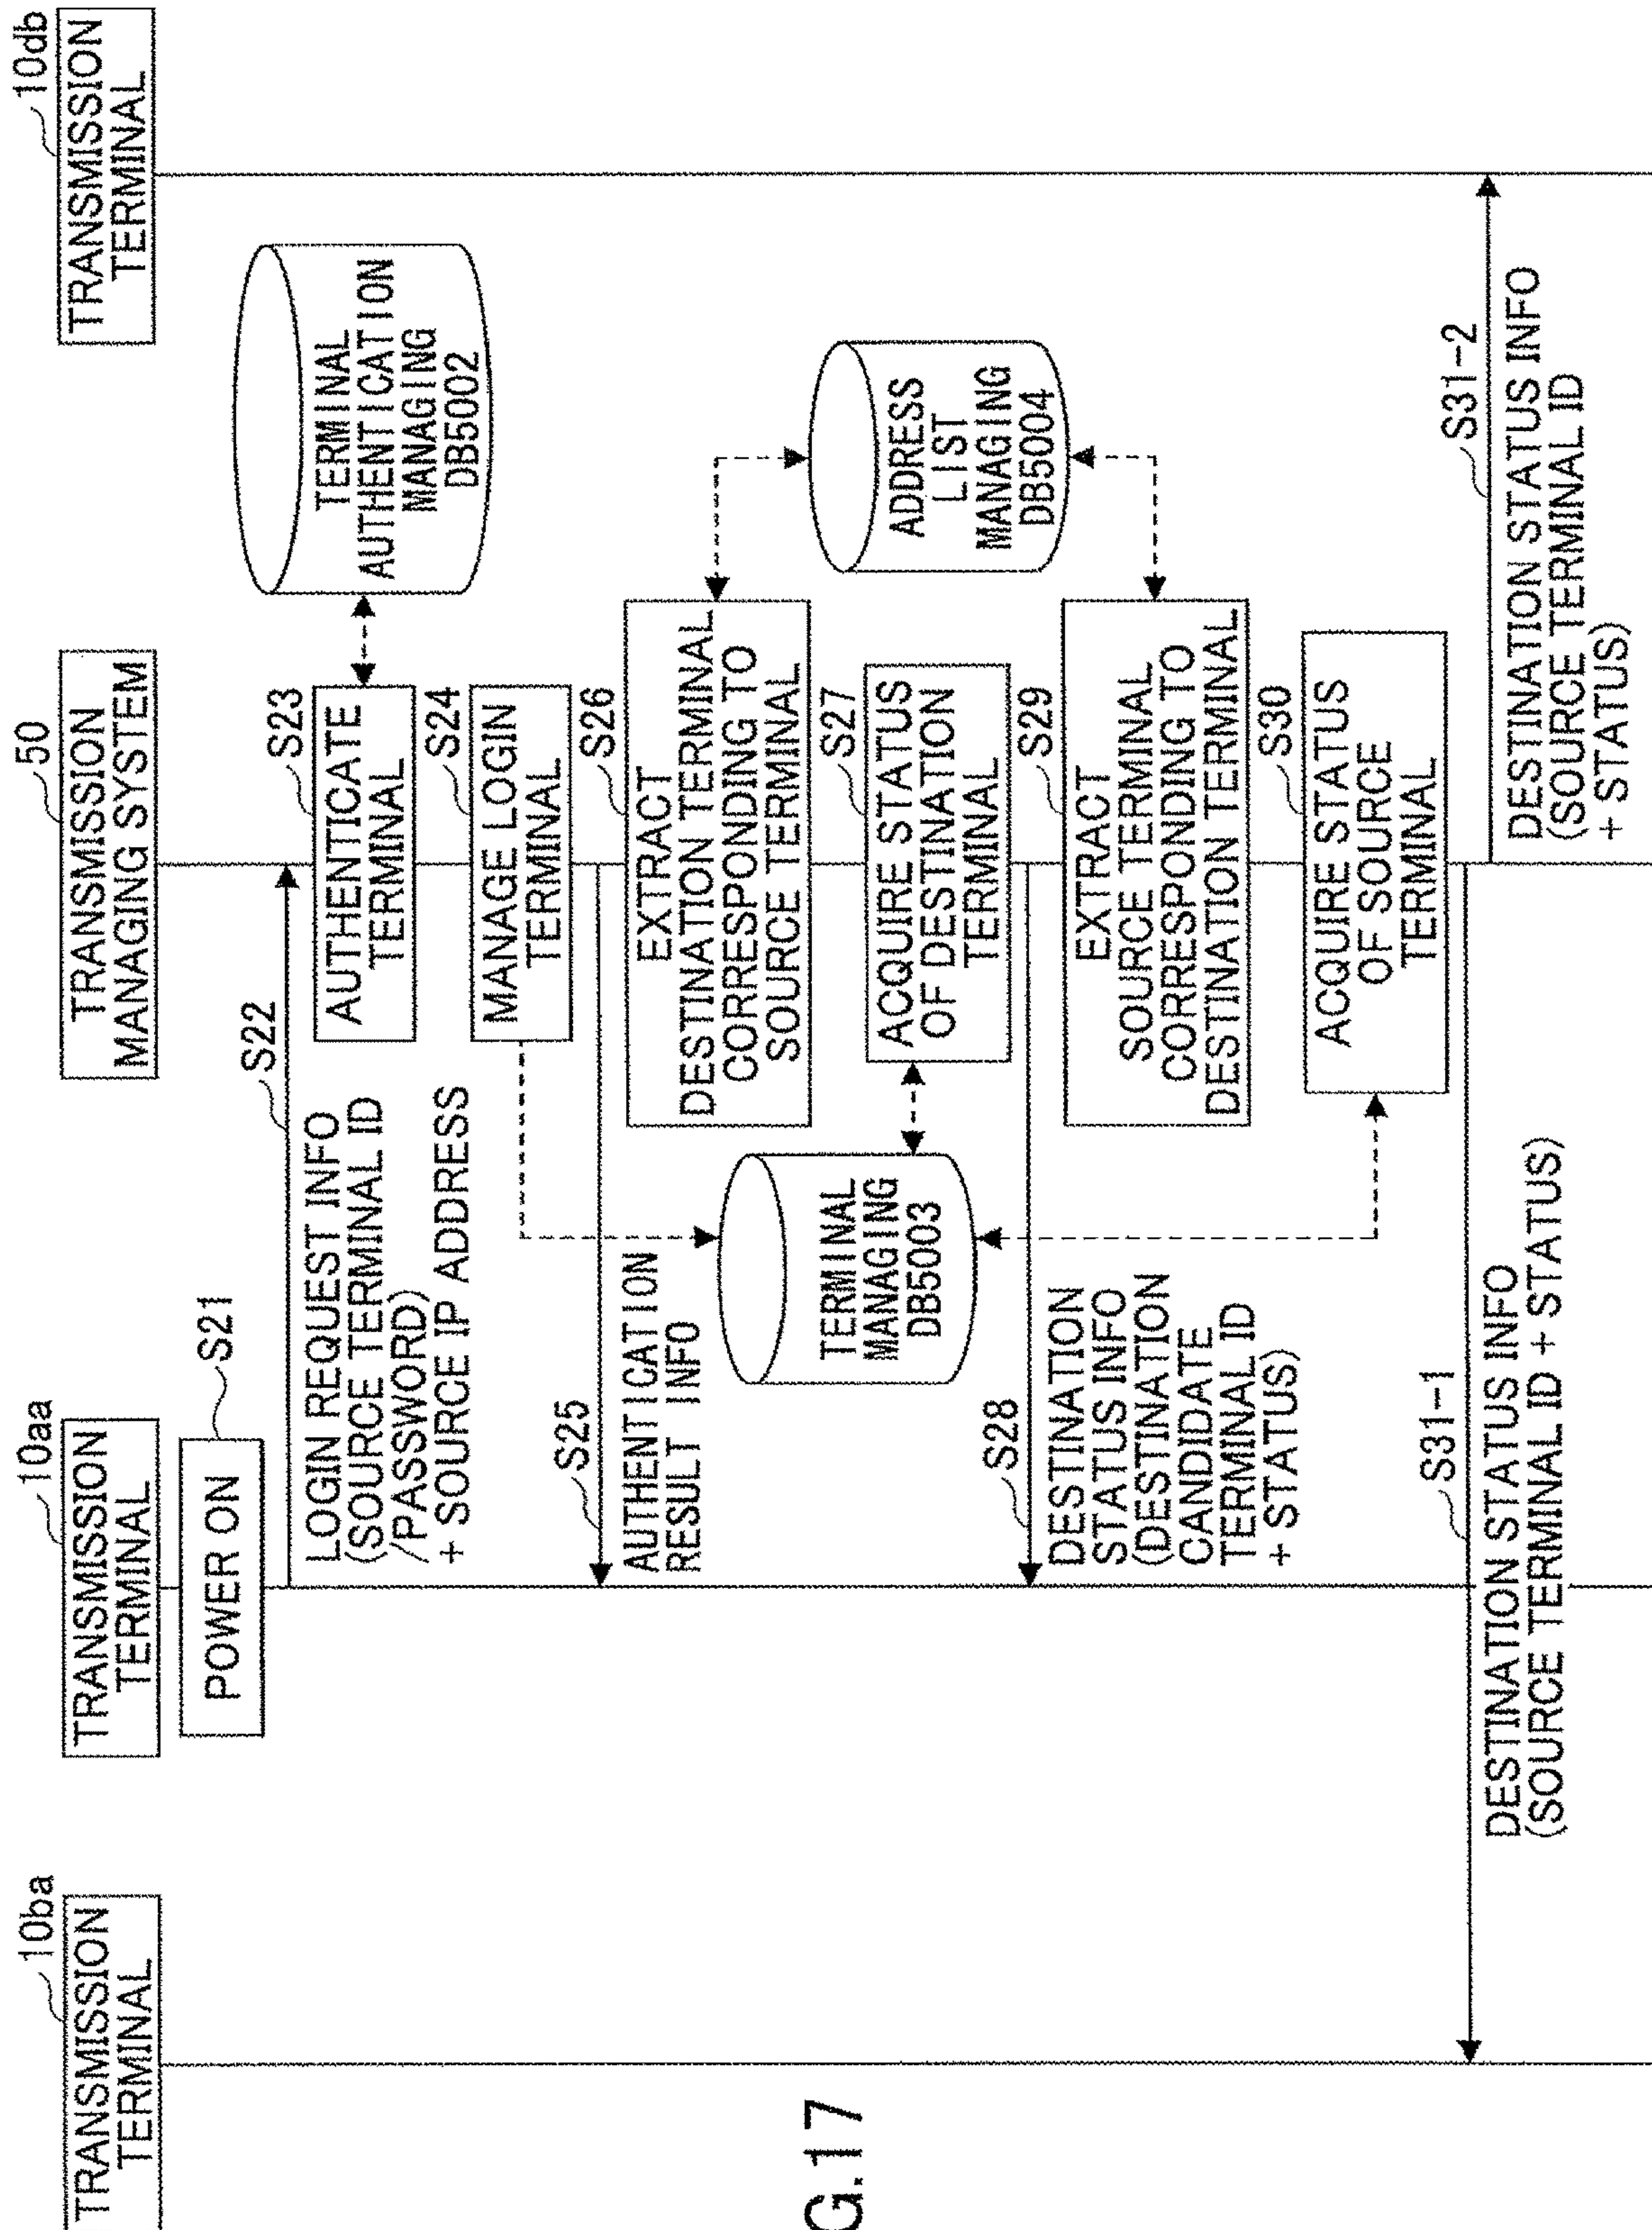 G.17
10ba
TRANSMISSION
TERMINAL
10aa
TRANSMISSION
TERMINAL
50
TRANSMISSION
MANAGING SYSTEM
10db
TRANSMISSION
TERMINAL
POWER ON
S21
S22
LOGIN REQUEST INFO
(SOURCE TERMINAL ID
/PASSWORD)
+ SOURCE IP ADDRESS
S23
AUTHENTICATE
TERMINAL
TERMINAL
AUTHENTICATION
MANAGING
DB5002
S24
MANAGE LOGIN
TERMINAL
S25
AUTHENTICATION
RESULT INFO
S26
EXTRACT
DESTINATION TERMINAL
CORRESPONDING TO
SOURCE TERMINAL
TERMINAL
MANAGING
DB5003
ADDRESS
LIST
MANAGING
DB5004
S27
ACQUIRE STATUS
OF DESTINATION
TERMINAL
S28
DESTINATION
STATUS INFO
(DESTINATION
CANDIDATE
TERMINAL ID
+ STATUS)
S29
EXTRACT
SOURCE TERMINAL
CORRESPONDING TO
DESTINATION TERMINAL
S30
ACQUIRE STATUS
OF SOURCE
TERMINAL
S31-1
DESTINATION STATUS INFO
(SOURCE TERMINAL ID + STATUS)
S31-2
DESTINATION STATUS INFO
(SOURCE TERMINAL ID
+ STATUS)